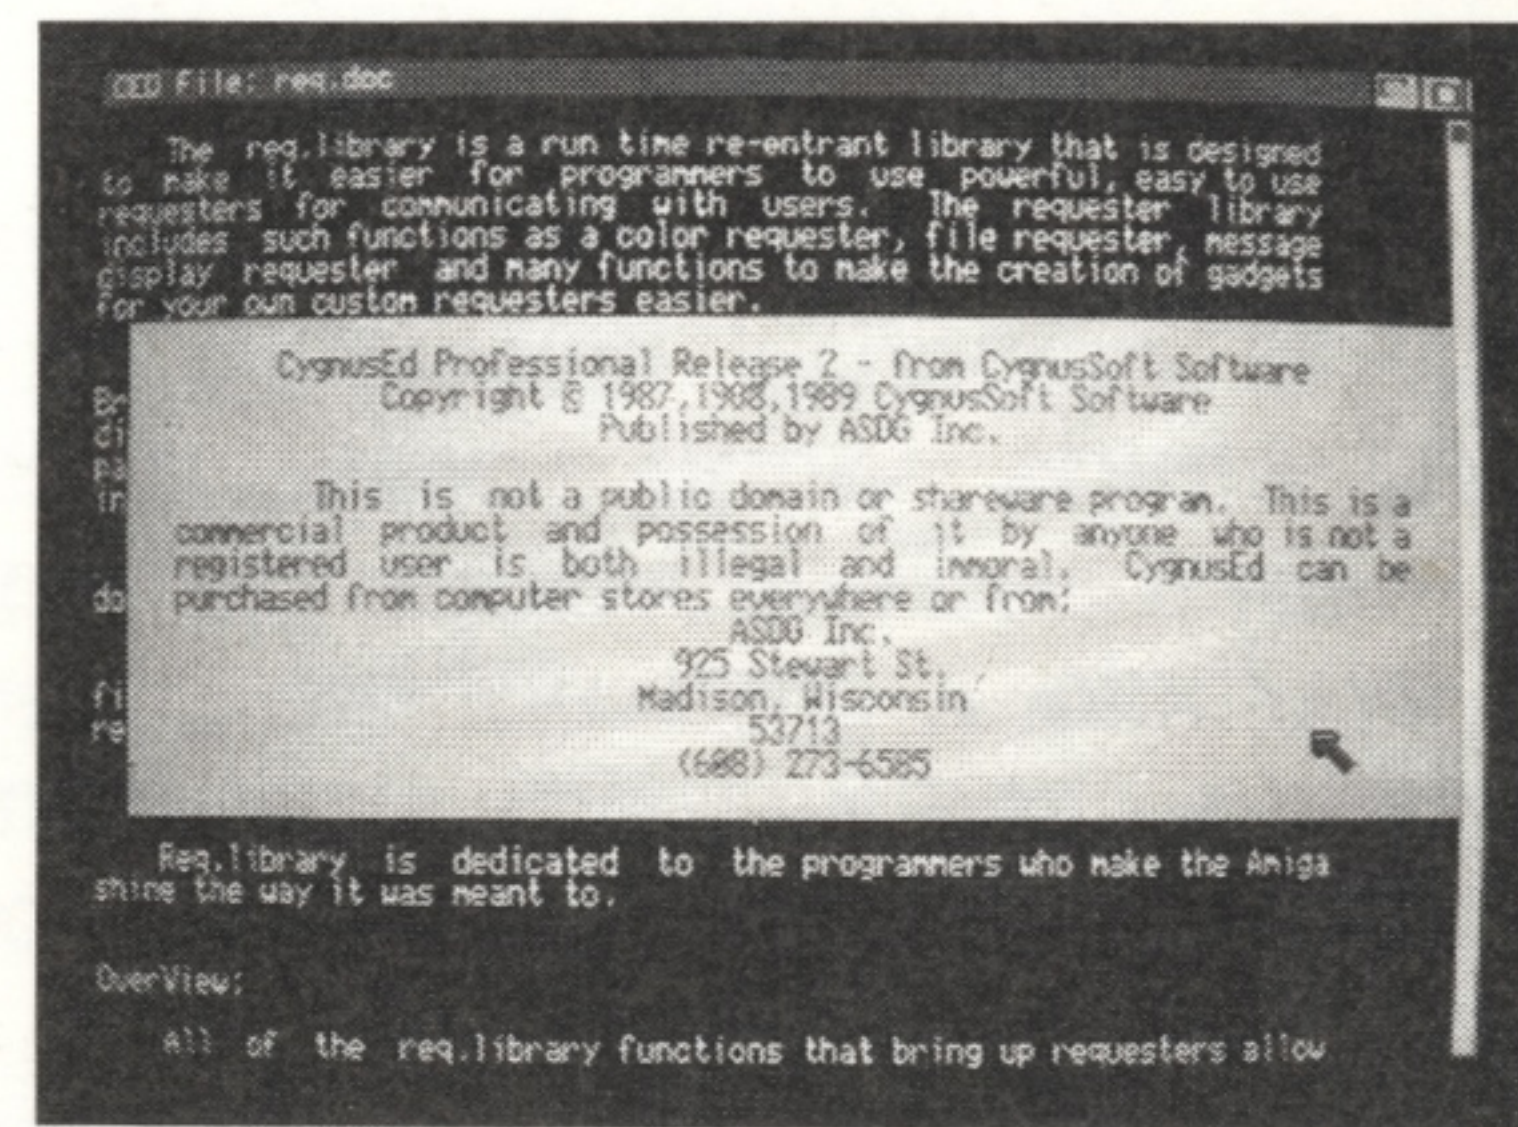 CED File: req.doc
The req.library is a run time re-entrant library that is designed
to make it easier for programmers to use powerful, easy to use
requesters for communicating with users. The requester library
includes such functions as a color requester, file requester, message
display requester and many functions to make the creation of gadgets
for your own custom requesters easier.
CygnusEd Professional Release 2 - from CygnusSoft Software
Copyright © 1987,1988,1989 CygnusSoft Software
By
di
Published by ASDG Inc.
pa
in
This is not a public domain or shareware program. This is a
commercial product and possession of it by anyone who is not a
registered user is both illegal and immoral. CygnusEd can be
do
purchased from computer stores everywhere or from:
ASDG Inc.
925 Stewart St.
fi
Madison, Wisconsin
re
53713
(608) 273-6585
Req.library is dedicated to the programmers who make the Amiga
shine the way it was meant to.
OverView:
All of the req.library functions that bring up requesters allow